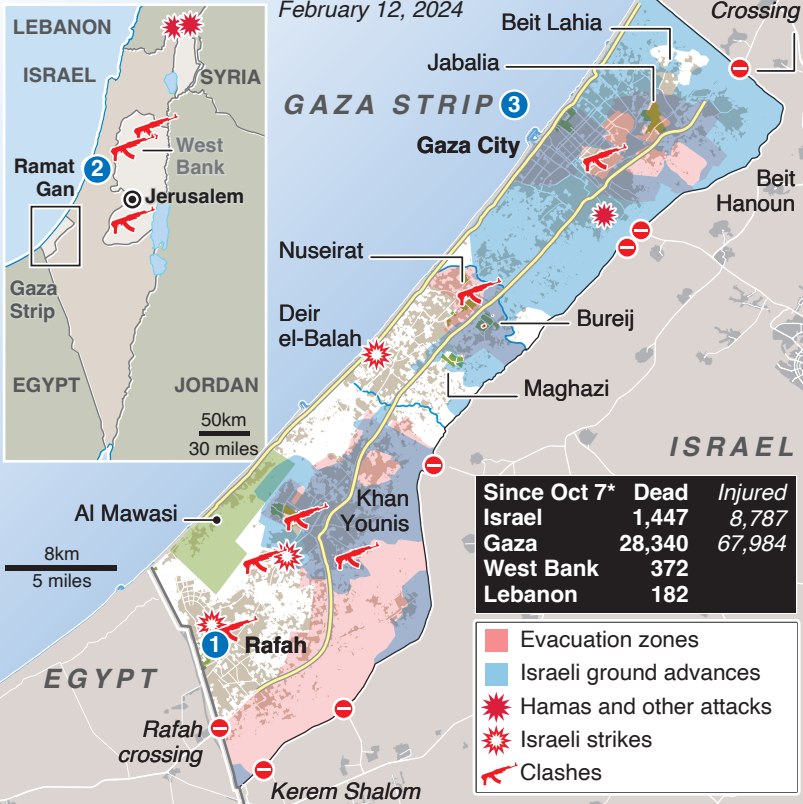 February 12, 2024
Crossing
LEBANON
ISRAEL
SYRIA
West
Bank
Ramat
Gan
2
Jerusalem
Gaza
Strip
EGYPT
JORDAN
50km
30 miles
Beit Lahia
Jabalia
GAZA STRIP 3
Gaza City
Beit
Hanoun
Nuseirat
Deir
el-Balah
Bureij
Maghazi
ISRAEL
Khan
Younis
Al Mawasi
8km
5 miles
1
Rafah
EGYPT
Rafah
crossing
Kerem Shalom
Since Oct 7* Dead Injured
Israel 1,447 8,787
Gaza 28,340 67,984
West Bank 372
Lebanon 182
Evacuation zones
Israeli ground advances
Hamas and other attacks
Israeli strikes
Clashes